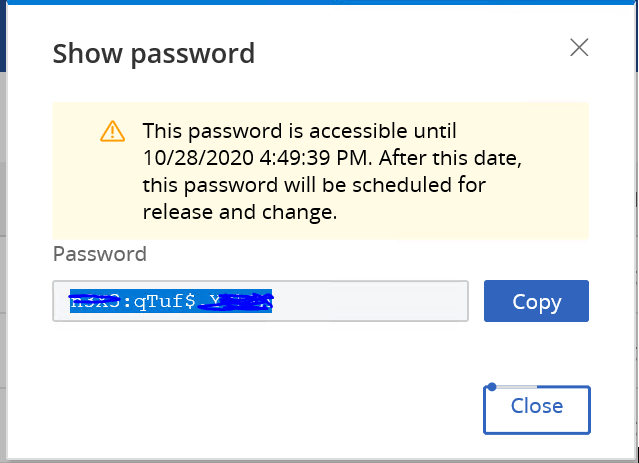 Show password
This password is accessible until
10/28/2020 4:49:39 PM. After this date,
this password will be scheduled for
release and change.
Password
:qTuf$
Copy
Close